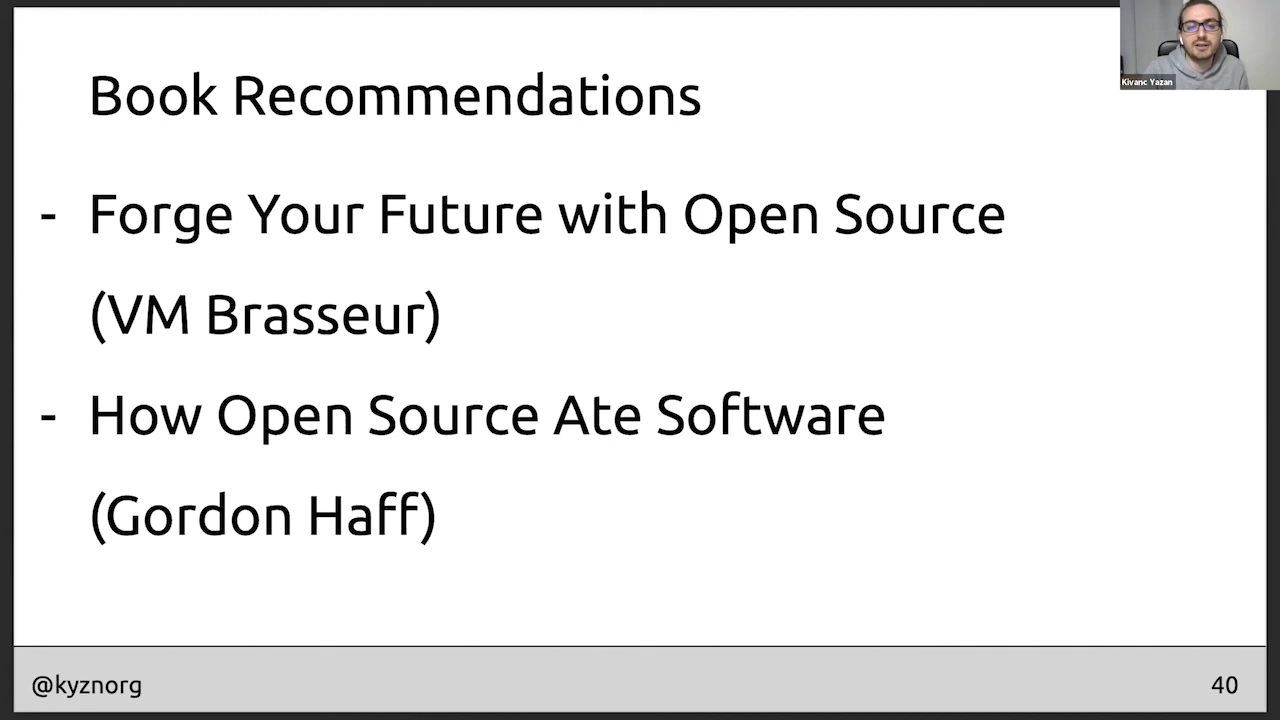 Book Recommendations
Kivanc Yazan
- Forge Your Future with Open Source
(VM Brasseur)
- How Open Source Ate Software
(Gordon Haff)
@kyznorg
40